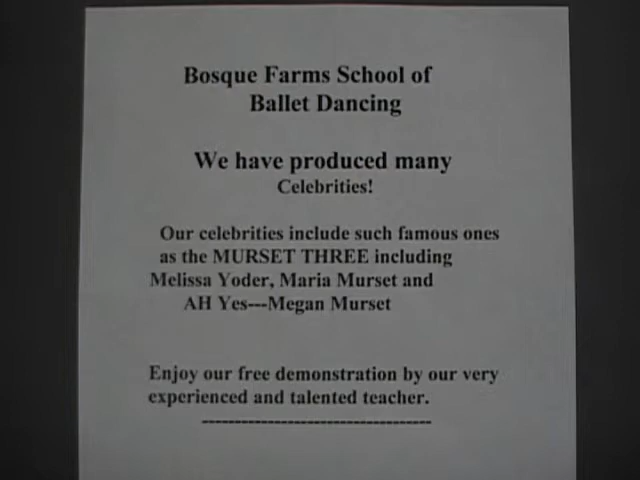 Bosque Farms School of
Ballet Dancing
We have produced many
Celebrities!
Our celebrities include such famous ones
as the MURSET THREE including
Melissa Yoder, Maria Murset and
AH Yes---Megan Murset
Enjoy our free demonstration by our very
experienced and talented teacher.
----------------------------------